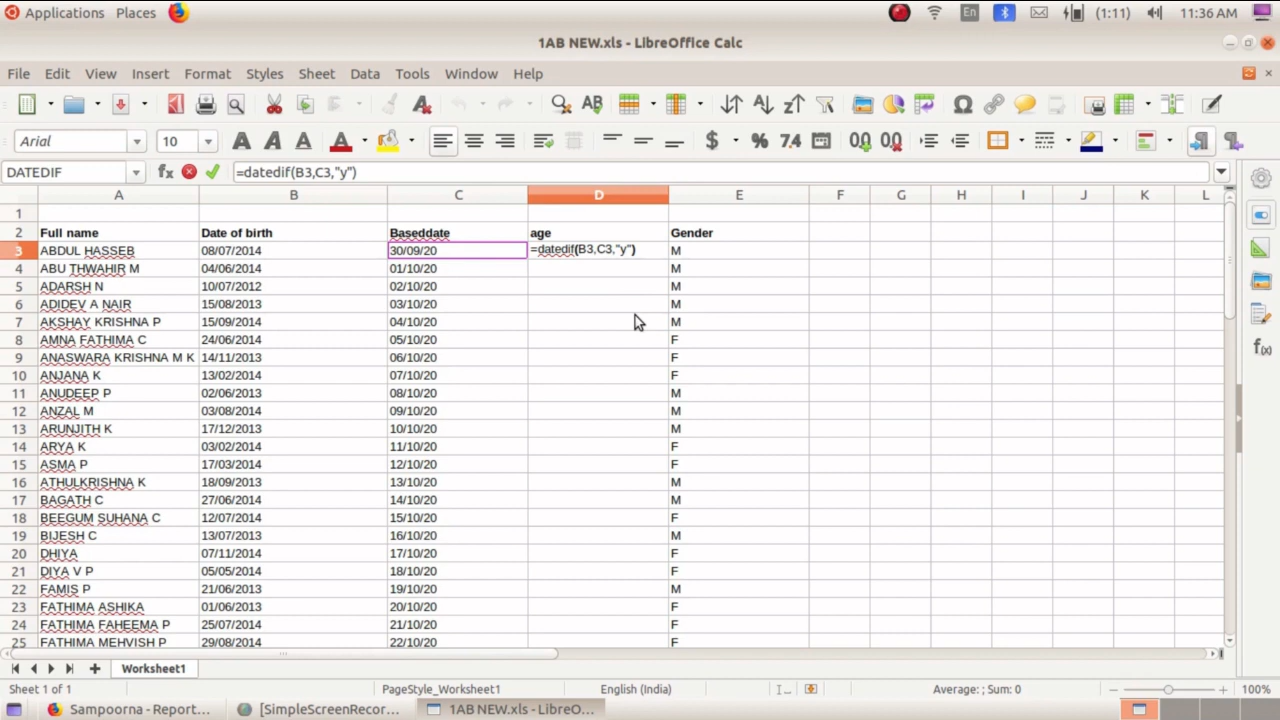 Applications Places En (1:11) 11:36 AM
1AB NEW.xls - LibreOffice Calc
File Edit View Insert Format Styles Sheet Data Tools Window Help
Arial 10
DATEDIF =datedif(B3,C3,"y")
A B C D E F G H I J K L
1
2 Full name Date of birth Baseddate age Gender
3 ABDUL HASSEB 08/07/2014 30/09/20 =datedif(B3,C3,"y") M
4 ABU THWAHIR M 04/06/2014 01/10/20 M
5 ADARSH N 10/07/2012 02/10/20 M
6 ADIDEV A NAIR 15/08/2013 03/10/20 M
7 AKSHAY KRISHNA P 15/09/2014 04/10/20 M
8 AMNA FATHIMA C 24/06/2014 05/10/20 F
9 ANASWARA KRISHNA M K 14/11/2013 06/10/20 F
10 ANJANA K 13/02/2014 07/10/20 F
11 ANUDEEP P 02/06/2013 08/10/20 M
12 ANZAL M 03/08/2014 09/10/20 M
13 ARUNJITH K 17/12/2013 10/10/20 M
14 ARYA K 03/02/2014 11/10/20 F
15 ASMA P 17/03/2014 12/10/20 F
16 ATHULKRISHNA K 18/09/2013 13/10/20 M
17 BAGATH C 27/06/2014 14/10/20 M
18 BEEGUM SUHANA C 12/07/2014 15/10/20 F
19 BIJESH C 13/07/2013 16/10/20 M
20 DHIYA 07/11/2014 17/10/20 F
21 DIYA V P 05/05/2014 18/10/20 F
22 FAMIS P 21/06/2013 19/10/20 M
23 FATHIMA ASHIKA 01/06/2013 20/10/20 F
24 FATHIMA FAHEEMA P 25/07/2014 21/10/20 F
25 FATHIMA MEHVISH P 29/08/2014 22/10/20 F
Worksheet1
Sheet 1 of 1 PageStyle_Worksheet1 English (India) Average: ; Sum: 0 100%
Sampoorna - Report... [SimpleScreenRecor... 1AB NEW.xls - LibreO...